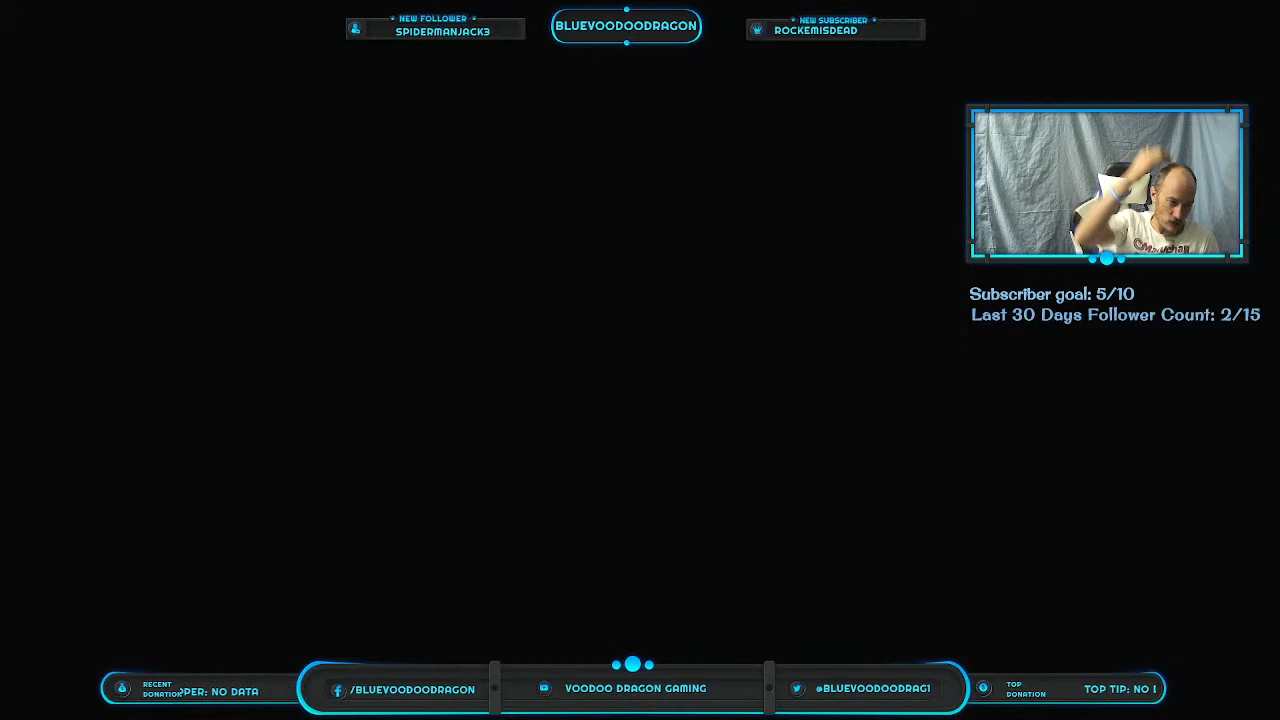 NEW FOLLOWER
SPIDERMANJACK3
BLUEVOODOODRAGON
NEW SUBSCRIBER
ROCKEMISDEAD
Subscriber goal: 5/10
Last 30 Days Follower Count: 2/15
RECENT
DONATION
PER: NO DATA
/BLUEVOODOODRAGON
VOODOO DRAGON GAMING
@BLUEVOODOODRAG1
TOP
DONATION
TOP TIP: NO